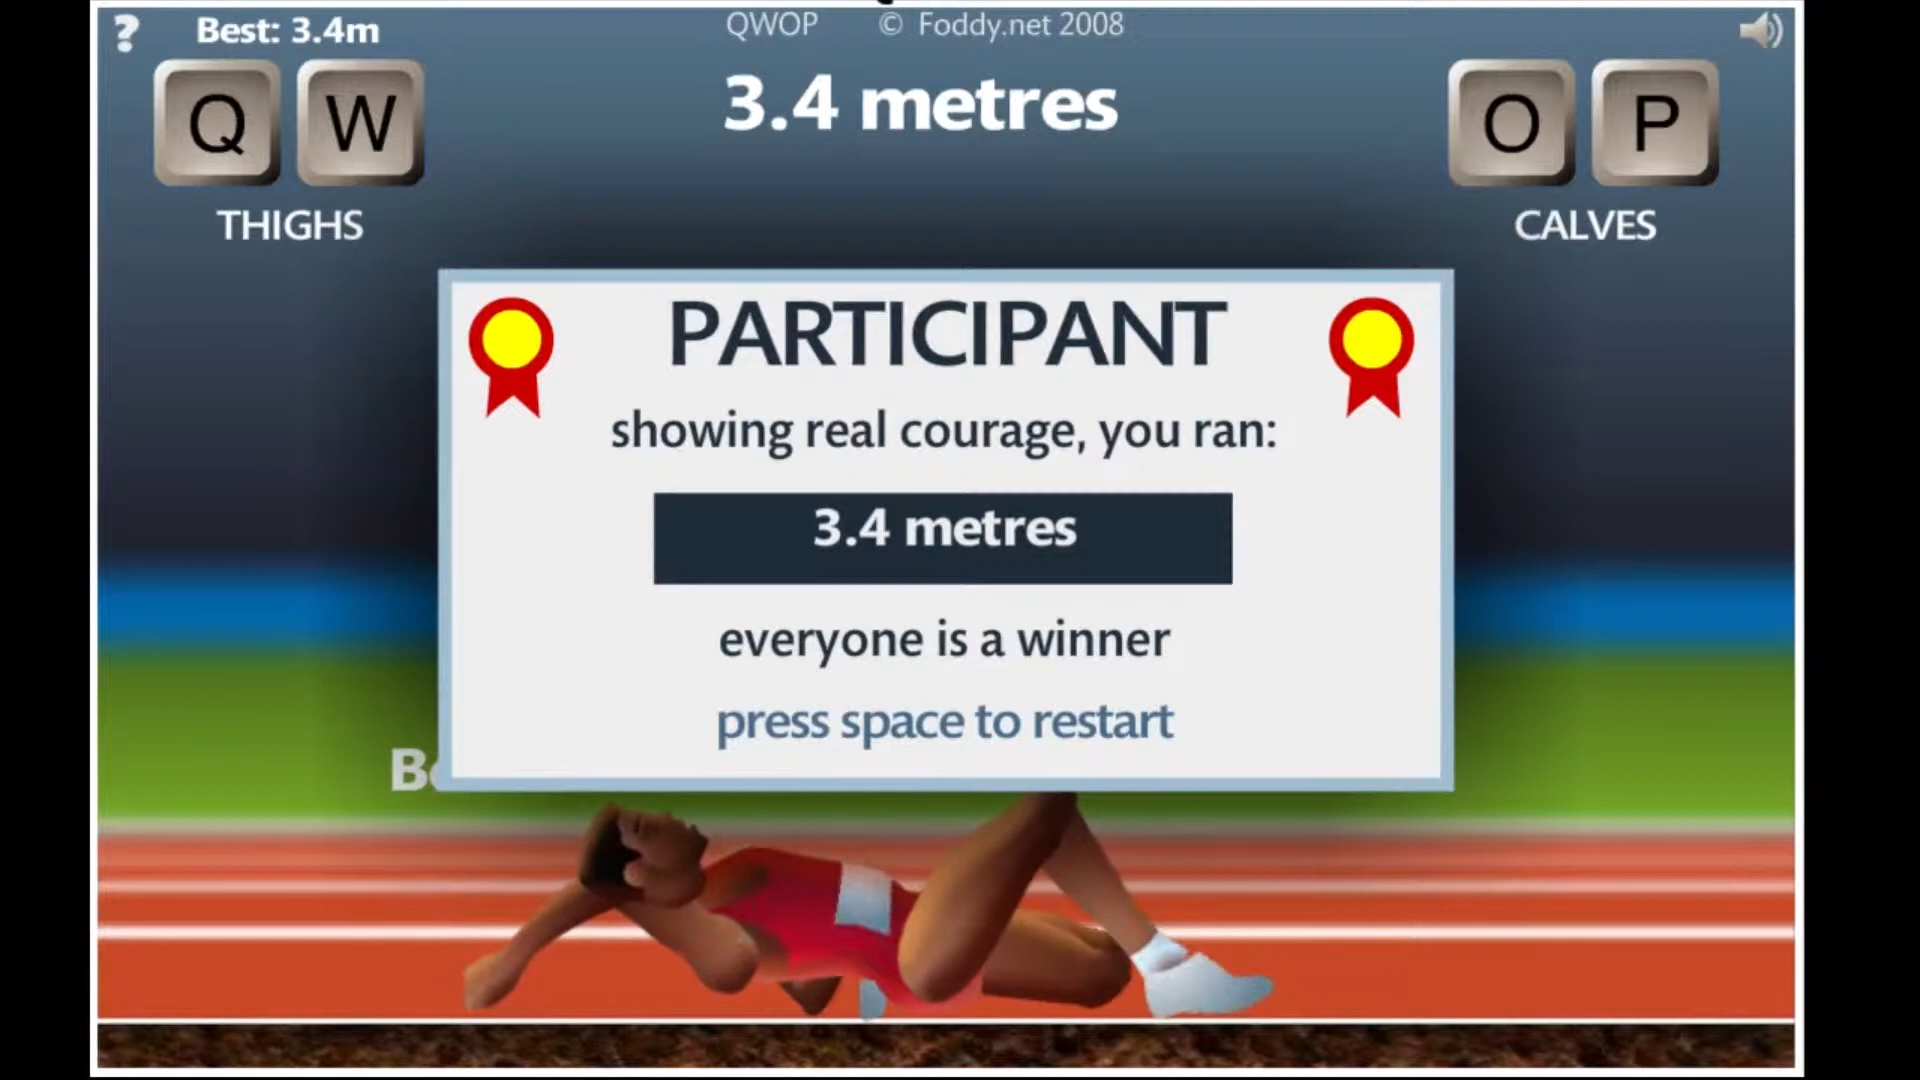 ?
Best: 3.4m
QWOP © Foddy.net 2008
3.4 metres
Q W
THIGHS
O P
CALVES
PARTICIPANT
showing real courage, you ran:
3.4 metres
everyone is a winner
press space to restart